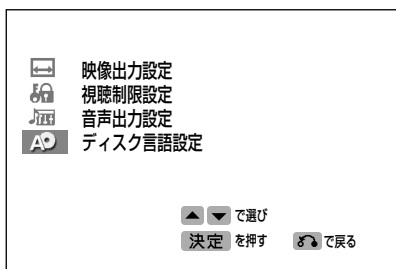 映像出力設定
視聴制限設定
音声出力設定
ディスク言語設定
▲ ▼ で選び
決定 を押す で戻る